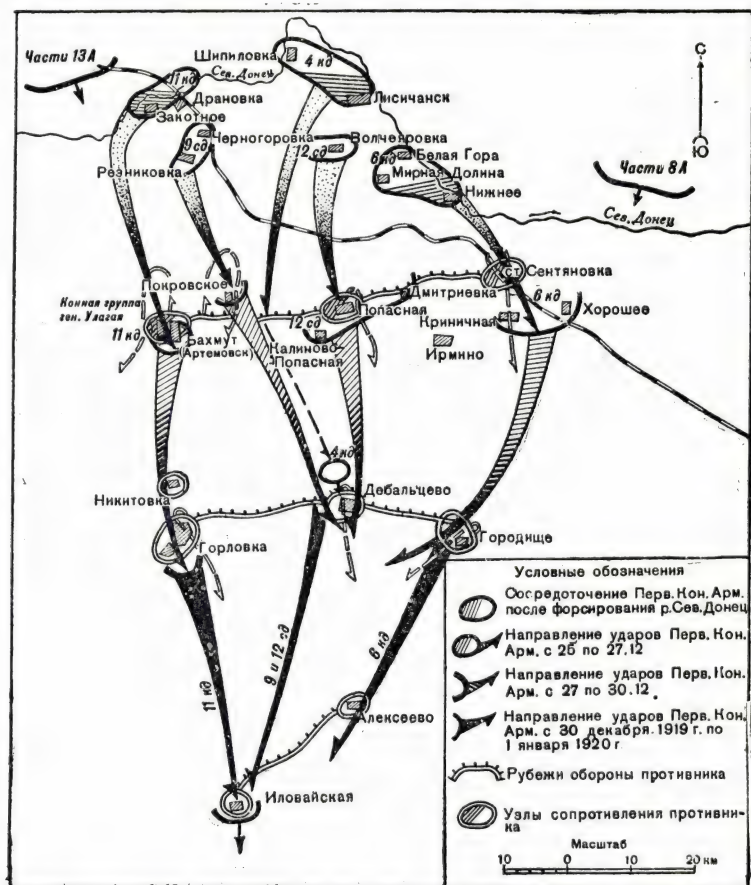 Части 13А
11 кд
Шипиловка
4 кд
Сев. Донец
С
Ю
Драновка
Закотное
Лисичанск
9 сд
Черногоровка
Волчеяровка
12 сд
Резниковка
6 кд
Белая Гора
Мирная Долина
Нижнее
Части 8А
Сев. Донец
Покровское
ст. Сентяновка
Конная группа
ген. Улагая
11 кд
Дмитриевка
6 кд
Хорошее
Попасная
12 сд
Криничная
Бахмут
(Артемовск)
Калиново-
Попасная
Ирмино
4 кд
Никитовка
Дебальцево
Горловка
Городище
11 кд
9 и 12 сд
6 кд
Алексеево
Иловайская
Условные обозначения
Сосредоточение Перв. Кон. Арм.
после форсирования р. Сев. Донец
Направление ударов Перв. Кон.
Арм. с 25 по 27.12
Направление ударов Перв. Кон.
Арм. с 27 по 30.12.
Направление ударов Перв. Кон.
Арм. с 30 декабря 1919 г. по
1 января 1920 г
Рубежи обороны противника
Узлы сопротивления противни-
ка
Масштаб
10 0 20 км